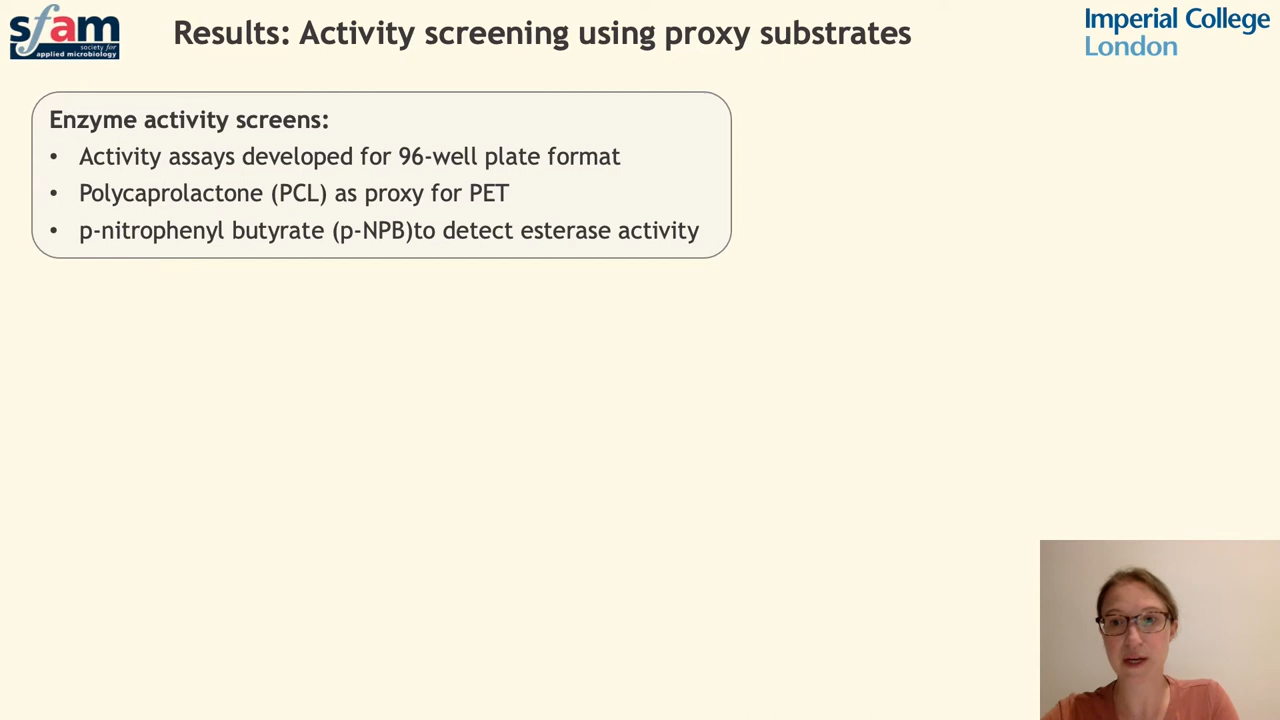 sfam
society for
applied microbiology
Results: Activity screening using proxy substrates
Imperial College
London
Enzyme activity screens:
• Activity assays developed for 96-well plate format
• Polycaprolactone (PCL) as proxy for PET
• p-nitrophenyl butyrate (p-NPB)to detect esterase activity